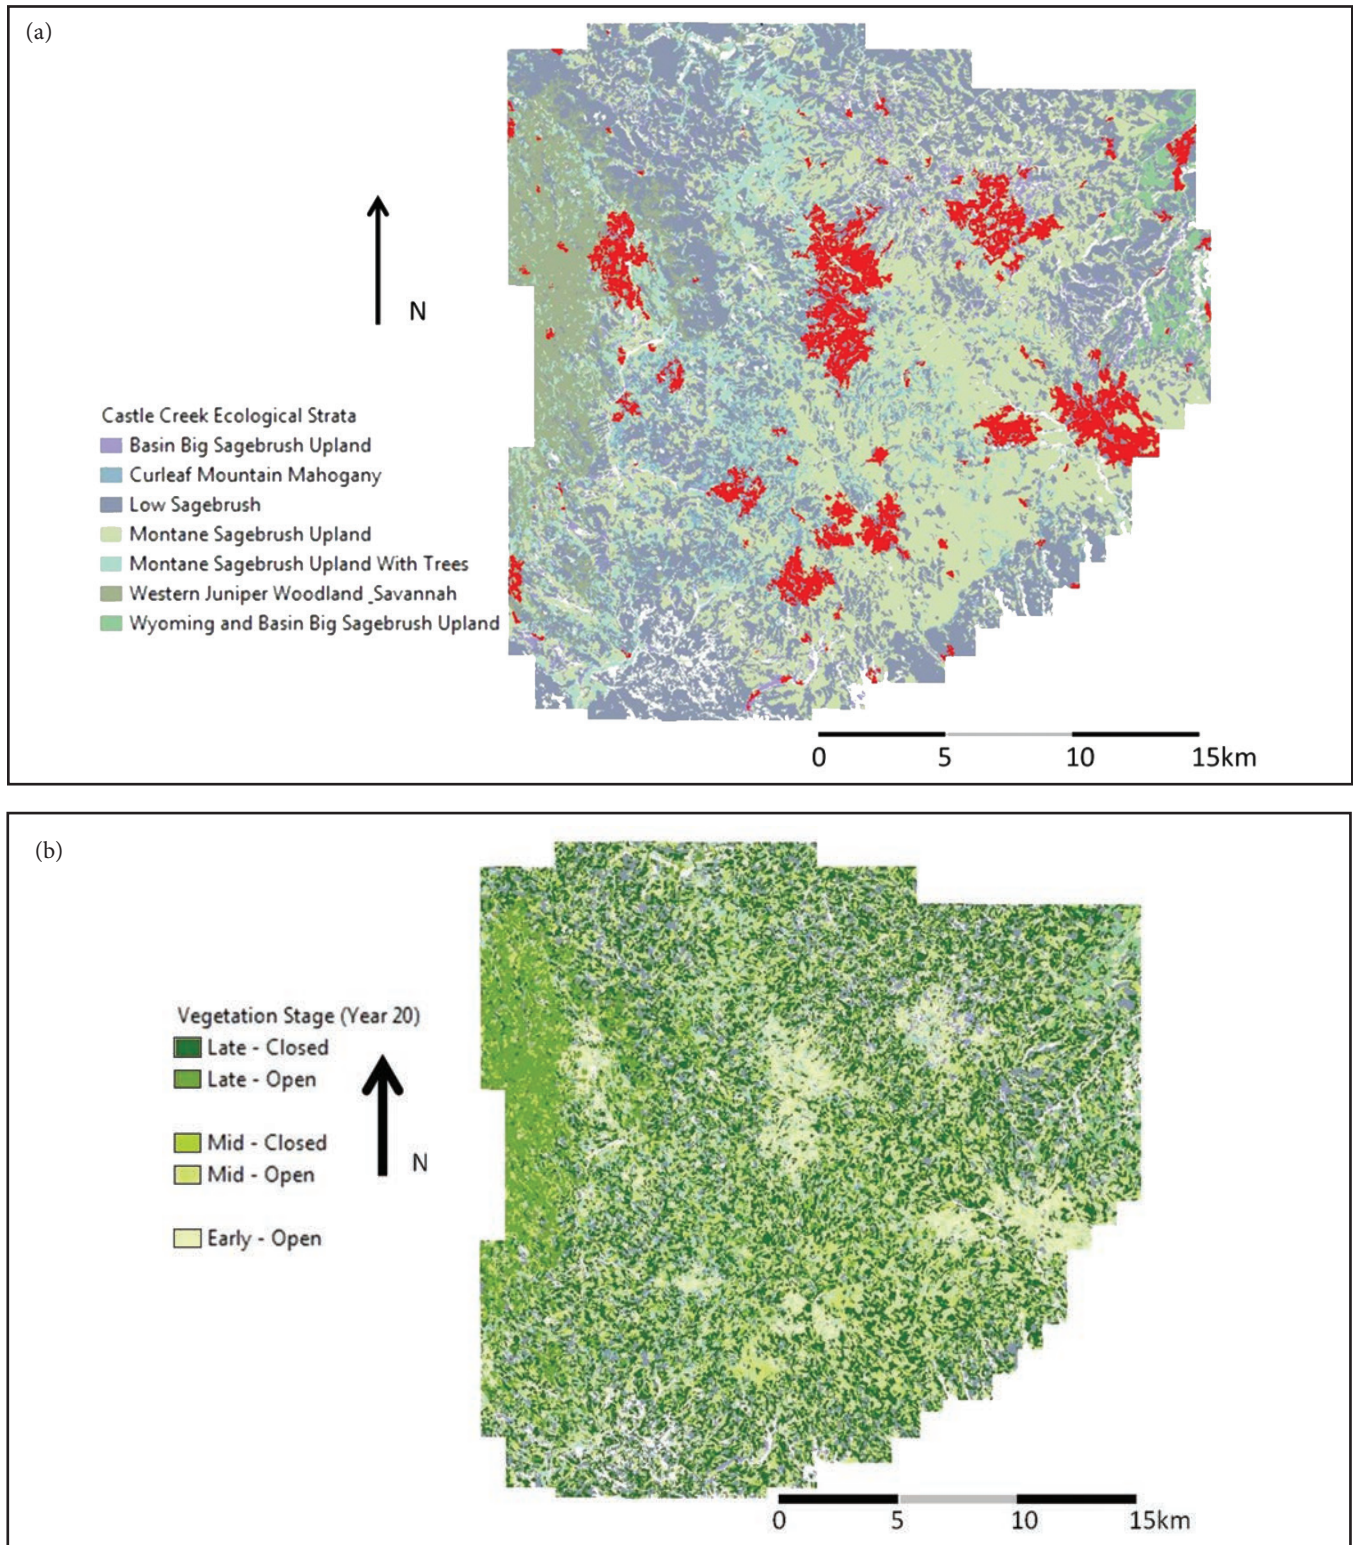 (a)
N
Castle Creek Ecological Strata
Basin Big Sagebrush Upland
Curleaf Mountain Mahogany
Low Sagebrush
Montane Sagebrush Upland
Montane Sagebrush Upland With Trees
Western Juniper Woodland_Savannah
Wyoming and Basin Big Sagebrush Upland
0 5 10 15km
(b)
Vegetation Stage (Year 20)
Late - Closed
Late - Open
Mid - Closed
Mid - Open
Early - Open
N
0 5 10 15km